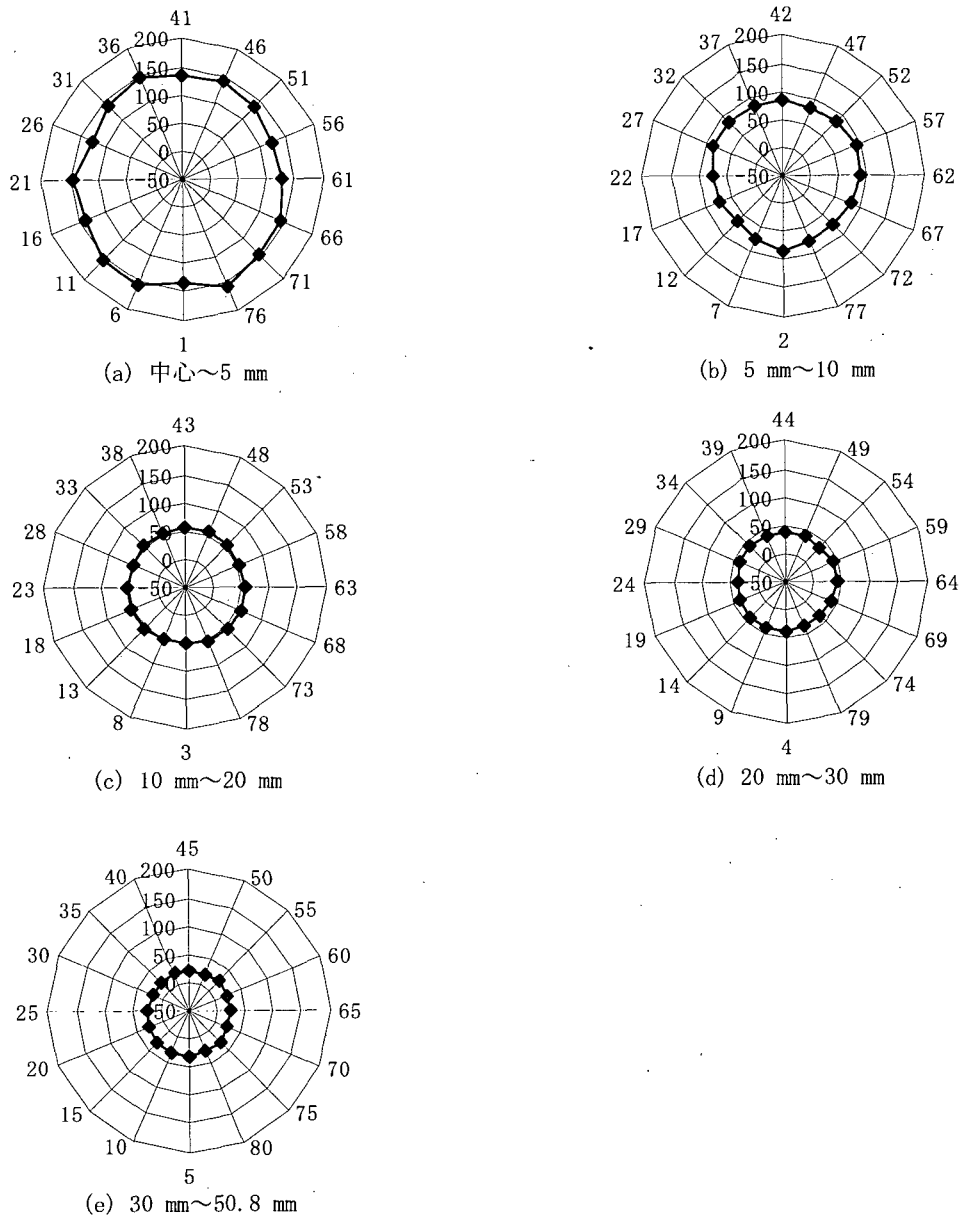 41
36 200 46
31 150 51
26 100 56
50
0
21 -50 61
16 66
11 71
6 76
1
(a) 中心～5 mm
42
37 200 47
32 150 52
27 100 57
50
0
22 -50 62
17 67
12 72
7 77
2
(b) 5 mm～10 mm
43
38 200 48
33 150 53
28 100 58
50
0
23 -50 63
18 68
13 73
8 78
3
(c) 10 mm～20 mm
44
39 200 49
34 150 54
29 100 59
50
0
24 -50 64
19 69
14 74
9 79
4
(d) 20 mm～30 mm
45
40 200 50
35 150 55
30 100 60
50
0
25 -50 65
20 70
15 75
10 80
5
(e) 30 mm～50.8 mm